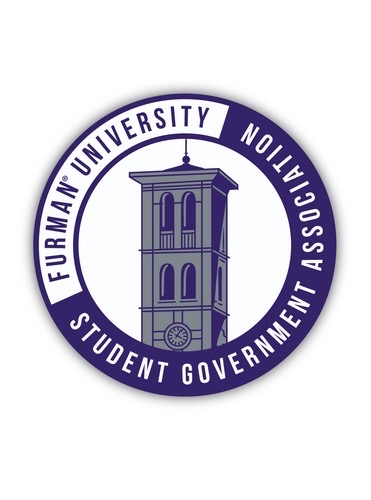 FURMAN® UNIVERSITY
STUDENT GOVERNMENT ASSOCIATION